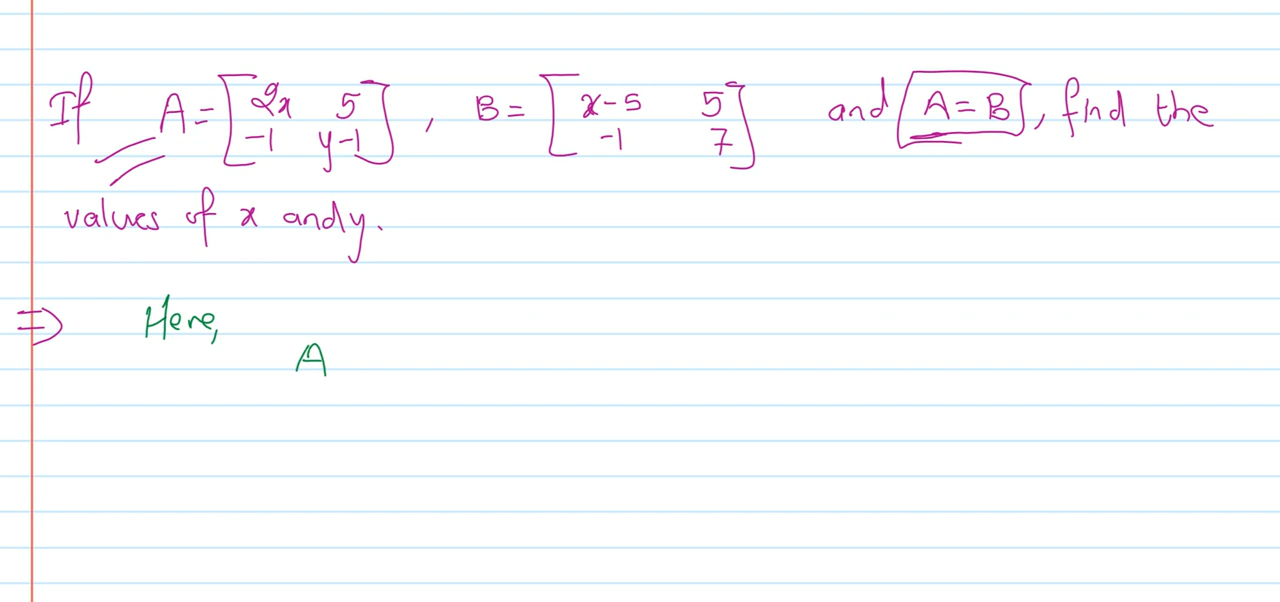 If A = [2x 5 , B = [x-5 5] and A = B, find the
-1 y-1] -1 7]
values of x and y.
⇒ Here,
A